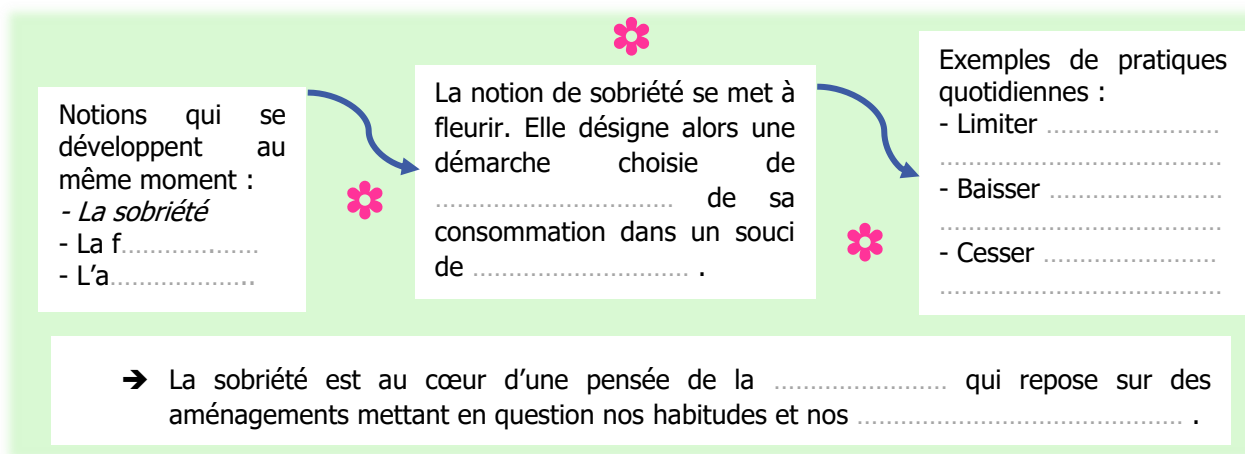 Notions qui se
développent au
même moment :
- La sobriété
- La f...................
- L'a....................
La notion de sobriété se met à
fleurir. Elle désigne alors une
démarche choisie de
................................. de sa
consommation dans un souci
de .............................. .
Exemples de pratiques
quotidiennes :
- Limiter ........................
.......................................
- Baisser ........................
.......................................
- Cesser ........................
.......................................
➔ La sobriété est au cœur d'une pensée de la ........................ qui repose sur des
aménagements mettant en question nos habitudes et nos ............................................. .